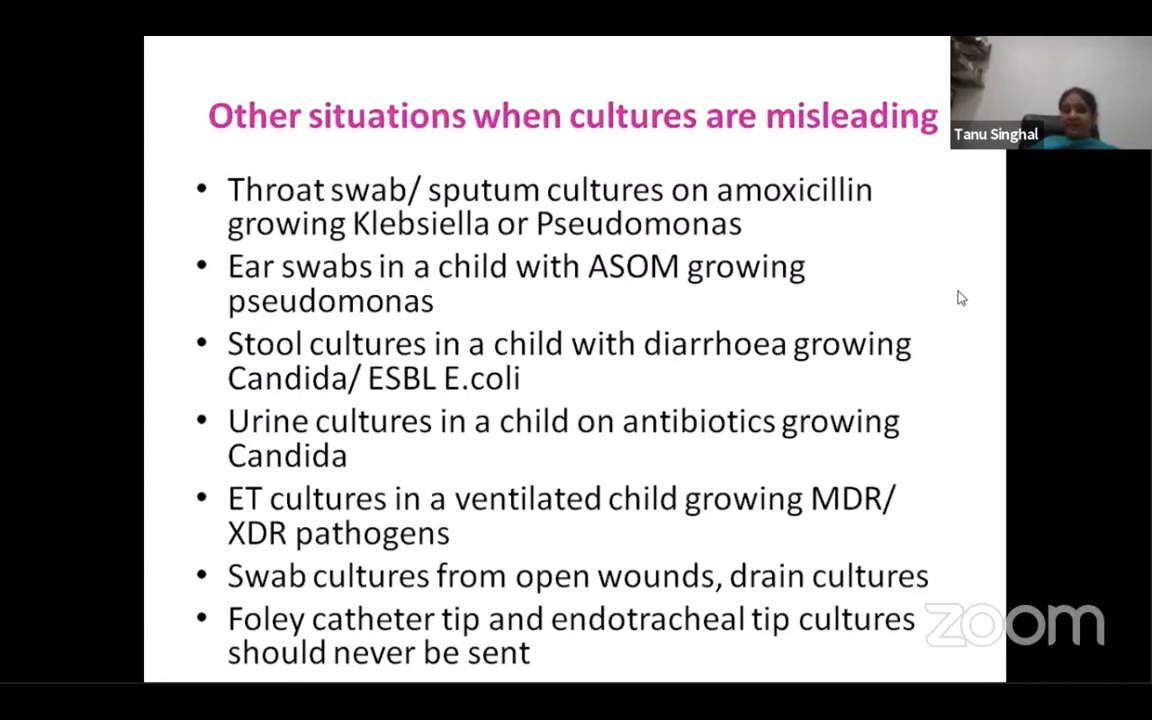 Other situations when cultures are misleading
Tanu Singhal
• Throat swab/ sputum cultures on amoxicillin
growing Klebsiella or Pseudomonas
• Ear swabs in a child with ASOM growing
pseudomonas
• Stool cultures in a child with diarrhoea growing
Candida/ ESBL E.coli
• Urine cultures in a child on antibiotics growing
Candida
• ET cultures in a ventilated child growing MDR/
XDR pathogens
• Swab cultures from open wounds, drain cultures
• Foley catheter tip and endotracheal tip cultures
should never be sent
zoom